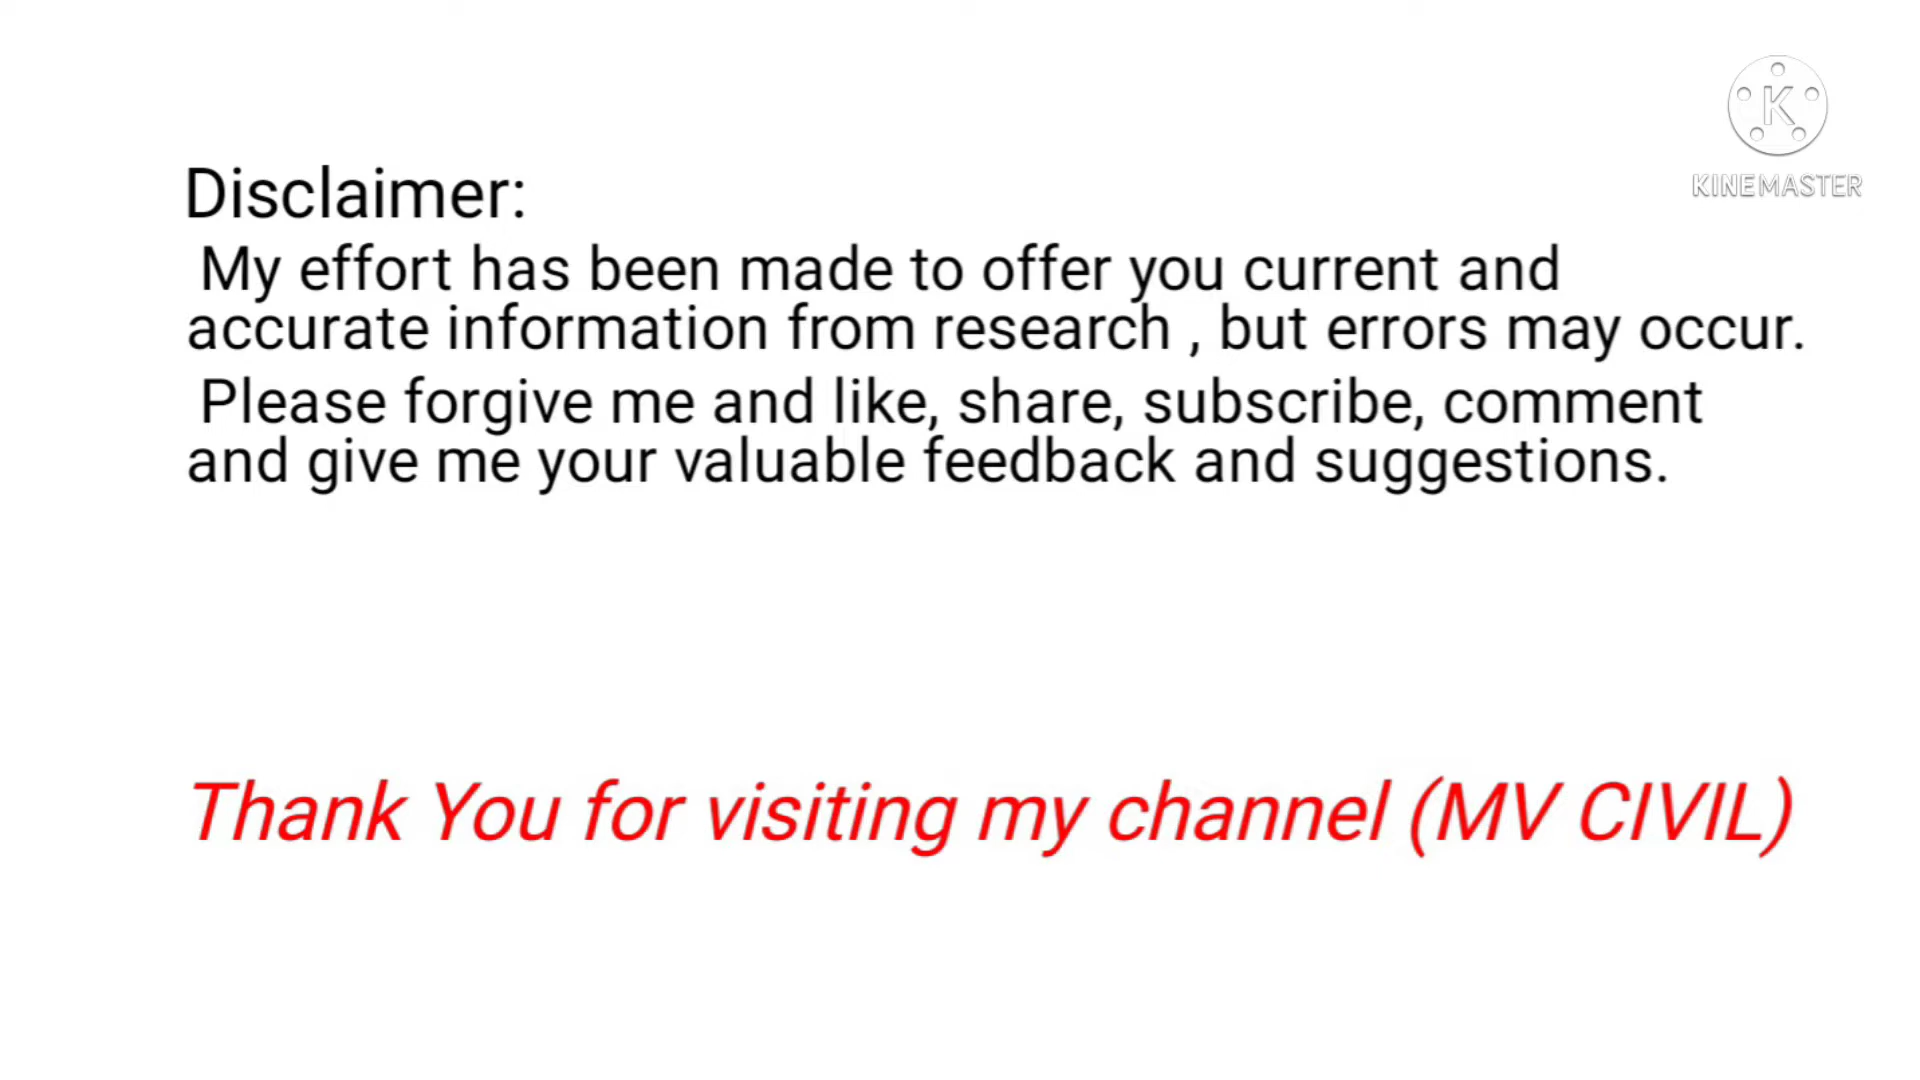 K
KINEMASTER
Disclaimer:
My effort has been made to offer you current and
accurate information from research , but errors may occur.
Please forgive me and like, share, subscribe, comment
and give me your valuable feedback and suggestions.
Thank You for visiting my channel (MV CIVIL)